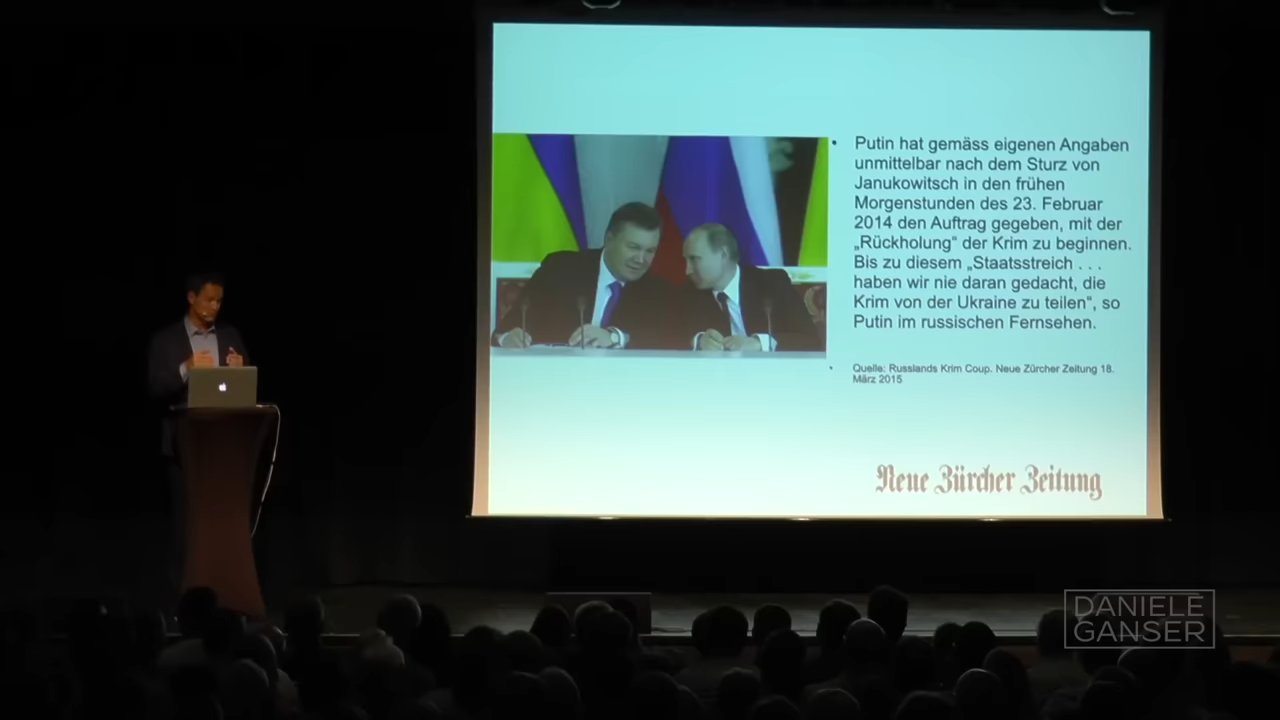 Putin hat gemäss eigenen Angaben
unmittelbar nach dem Sturz von
Janukowitsch in den frühen
Morgenstunden des 23. Februar
2014 den Auftrag gegeben, mit der
„Rückholung“ der Krim zu beginnen.
Bis zu diesem „Staatsstreich . . .
haben wir nie daran gedacht, die
Krim von der Ukraine zu teilen“, so
Putin im russischen Fernsehen.
Quelle: Russlands Krim Coup. Neue Zürcher Zeitung 18.
März 2015
Neue Zürcher Zeitung
DANIELE
GANSER